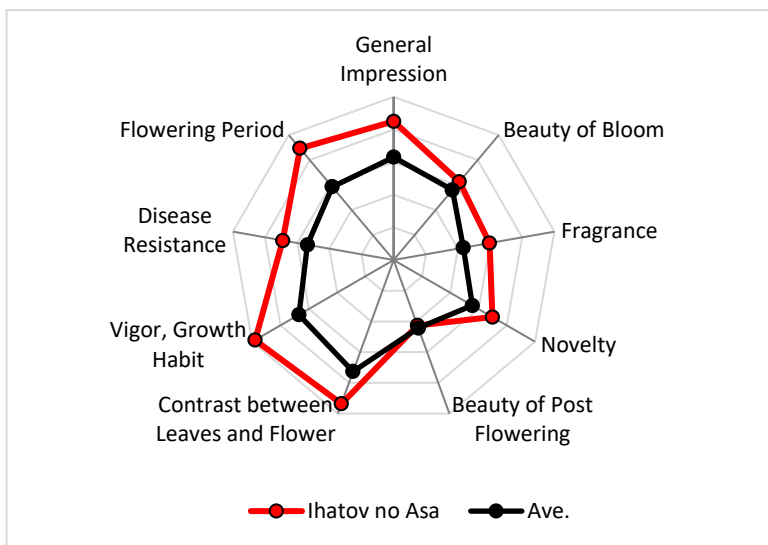 General
Impression
Beauty of Bloom
Fragrance
Novelty
Beauty of Post
Flowering
Contrast between
Leaves and Flower
Vigor, Growth
Habit
Disease
Resistance
Flowering Period
Ihatov no Asa
Ave.